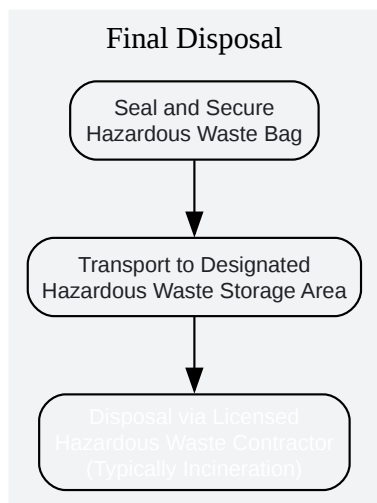 Final Disposal
Seal and Secure
Hazardous Waste Bag
Transport to Designated
Hazardous Waste Storage Area
Disposal via Licensed
Hazardous Waste Contractor
(Typically Incineration)